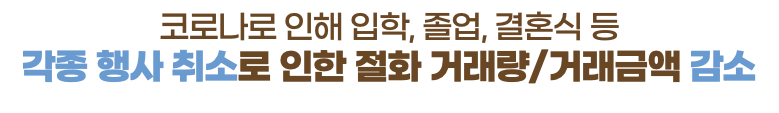 코로나로 인해 입학, 졸업, 결혼식 등
각종 행사 취소로 인한 절화 거래량/거래금액 감소